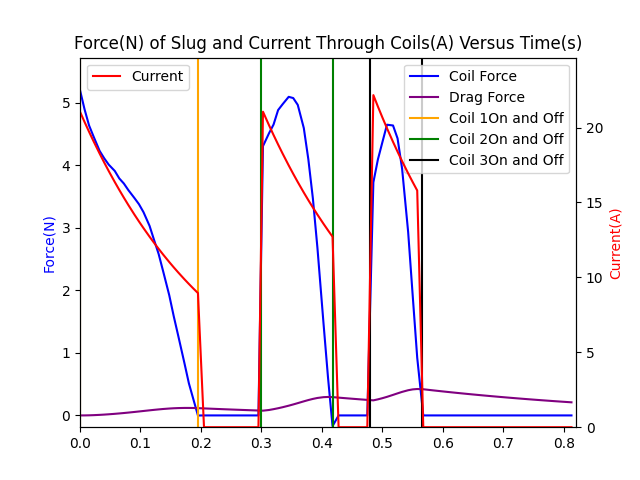 Force(N) of Slug and Current Through Coils(A) Versus Time(s)
Current
Coil Force
Drag Force
Coil 1On and Off
Coil 2On and Off
Coil 3On and Off
Force(N)
5
4
3
2
1
0
20
15
10
5
0
Current(A)
0.0 0.1 0.2 0.3 0.4 0.5 0.6 0.7 0.8